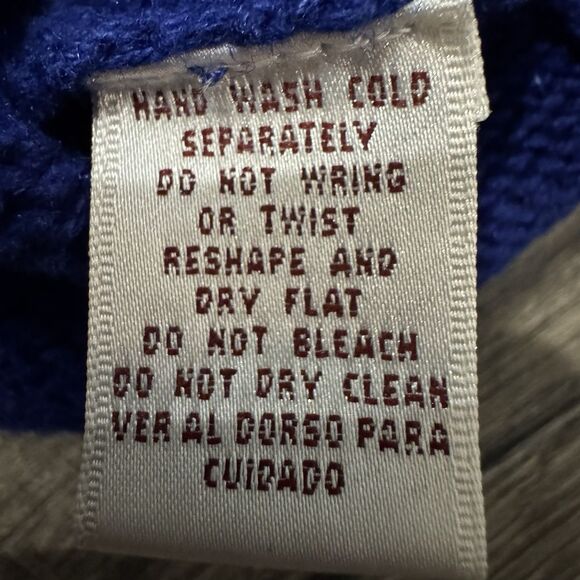 HAND WASH COLD
SEPARATELY
DO NOT WRING
OR TWIST
RESHAPE AND
DRY FLAT
DO NOT BLEACH
DO NOT DRY CLEAN
VER AL DORSO PARA
CUIDADO